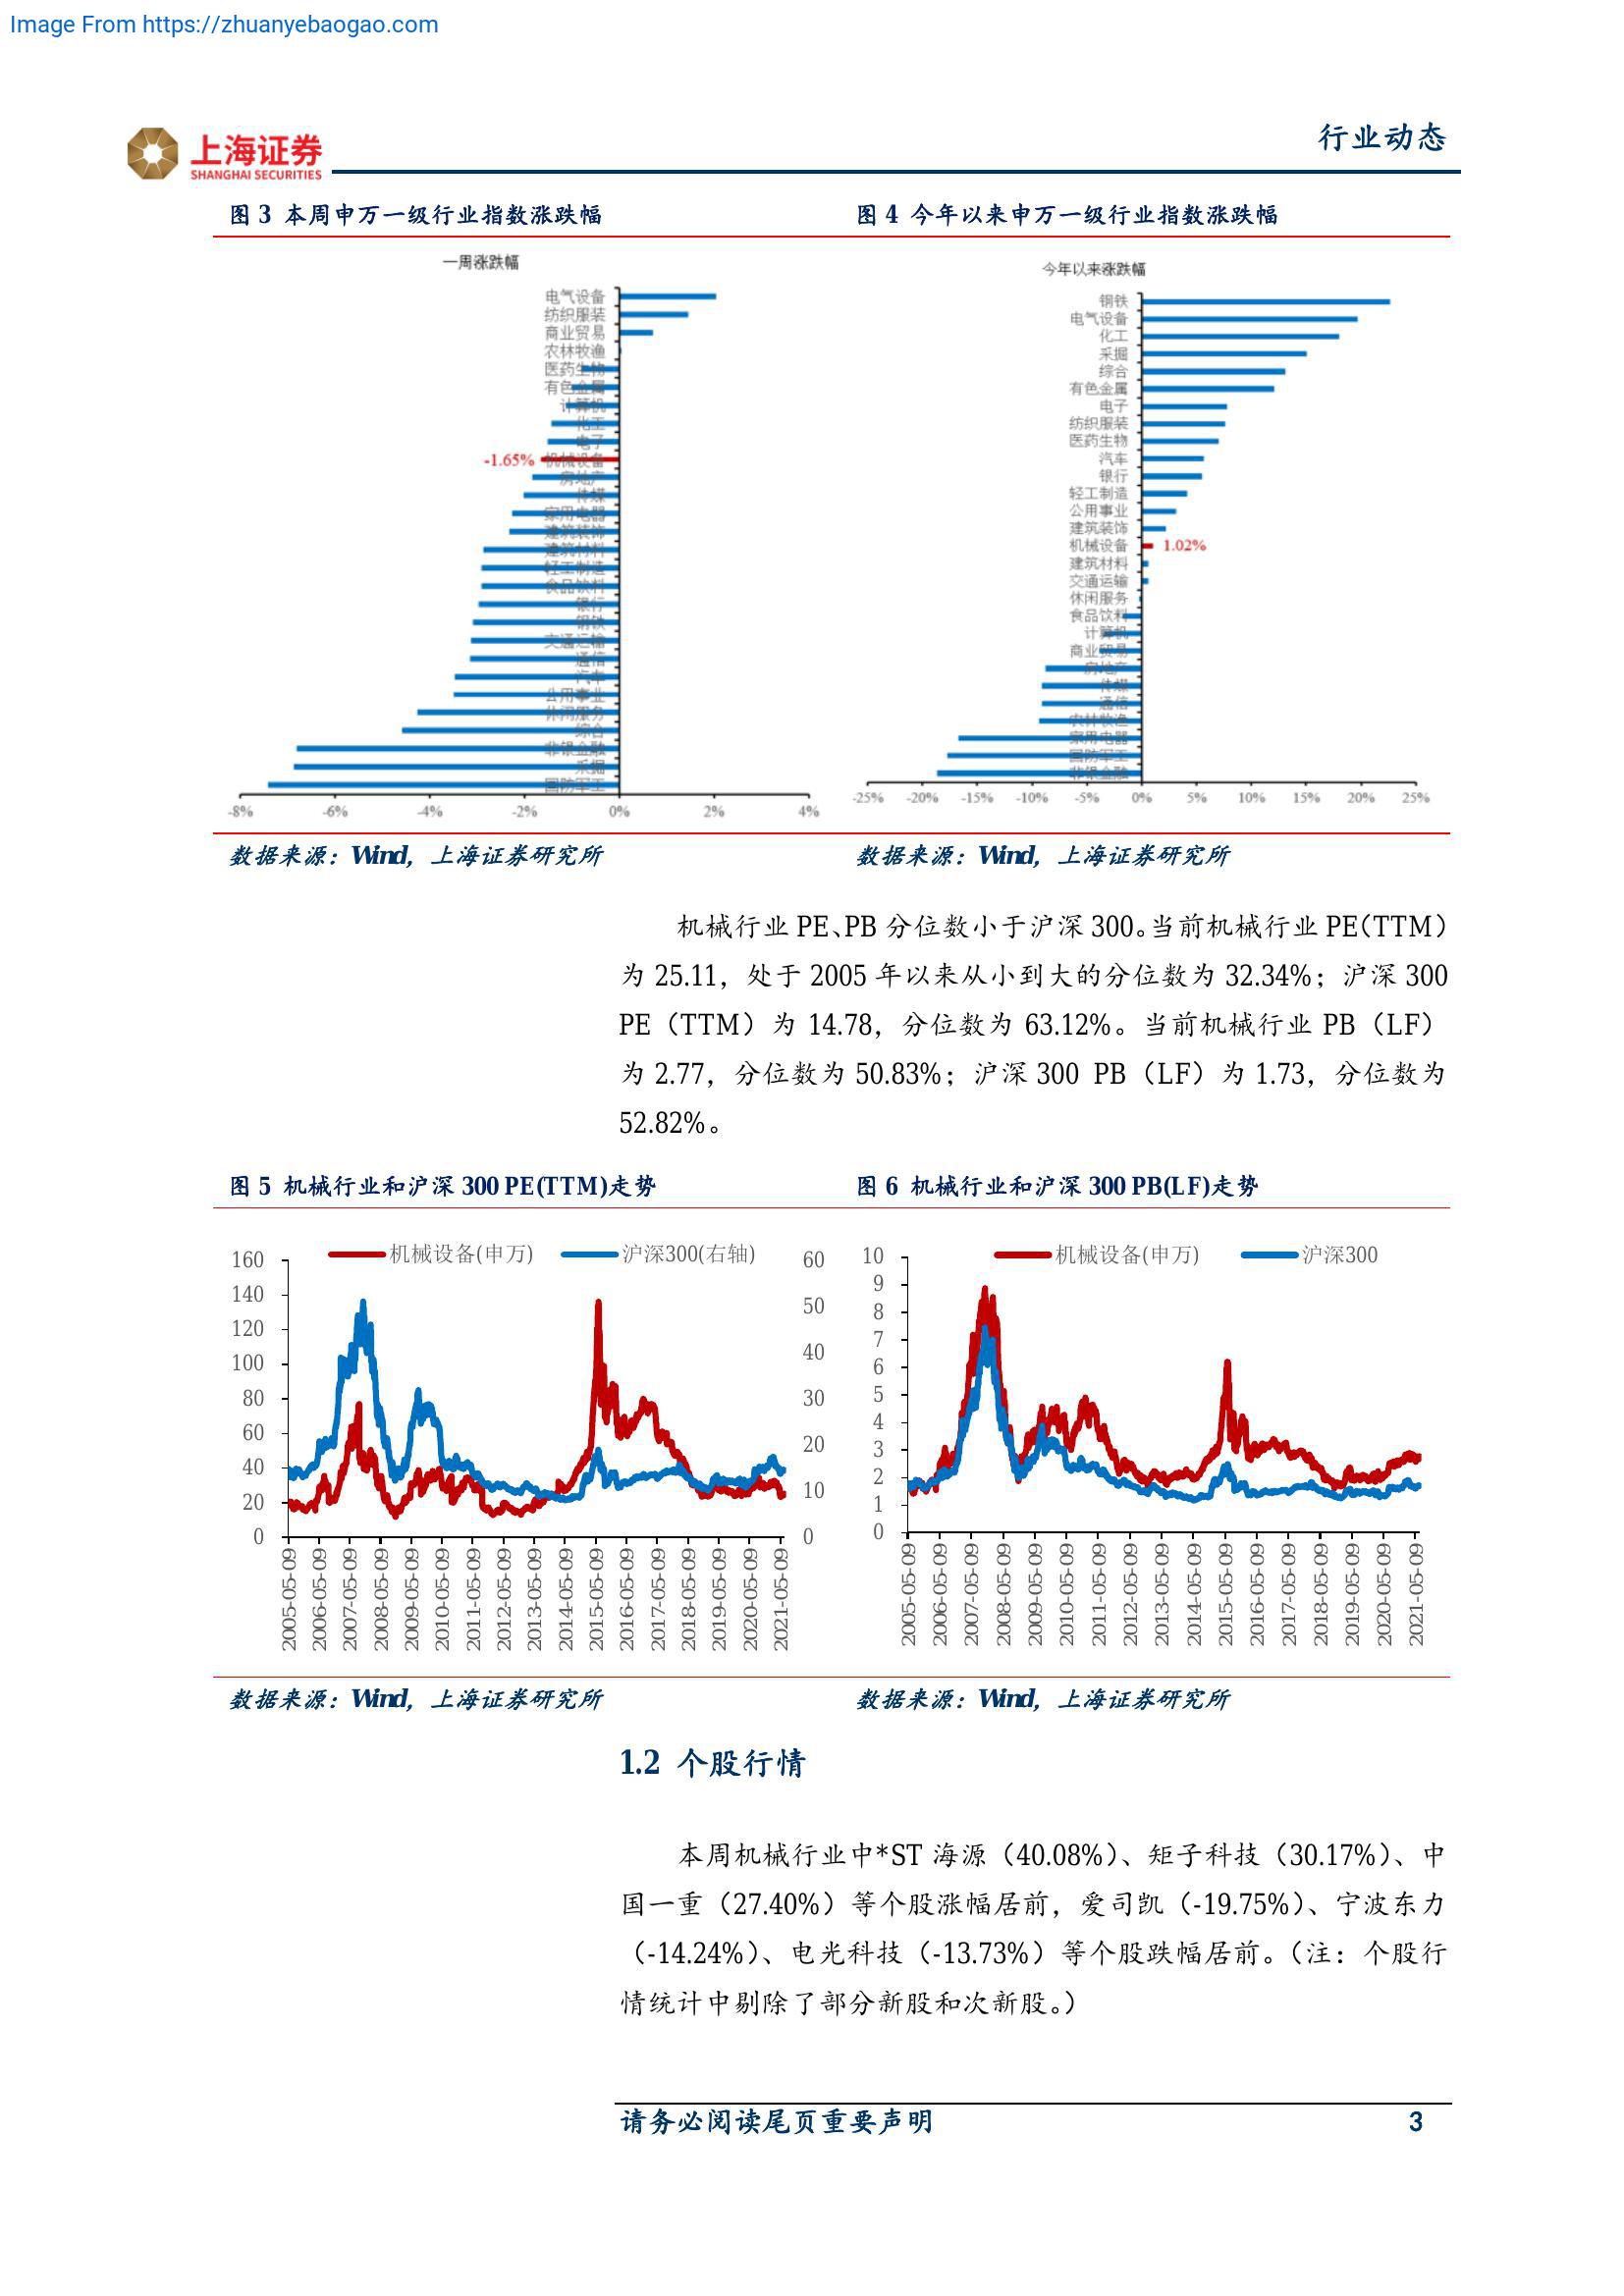 Image From https://zhuanyebaogao.com
上海证券
SHANGHAI SECURITIES
行业动态
图 3 本周申万一级行业指数涨跌幅
一周涨跌幅
电气设备
纺织服装
商业贸易
农林牧渔
医药生物
有色金属
计算机
化工
电子
-1.65% 机械设备
房地产
传媒
家用电器
建筑装饰
建筑材料
轻工制造
食品饮料
银行
钢铁
交通运输
通信
汽车
公用事业
休闲服务
综合
非银金融
采掘
国防军工
-8% -6% -4% -2% 0% 2% 4%
数据来源：Wind，上海证券研究所
图 4 今年以来申万一级行业指数涨跌幅
今年以来涨跌幅
钢铁
电气设备
化工
采掘
综合
有色金属
电子
纺织服装
医药生物
汽车
银行
轻工制造
公用事业
建筑装饰
机械设备 1.02%
建筑材料
交通运输
休闲服务
食品饮料
计算机
商业贸易
房地产
传媒
通信
农林牧渔
家用电器
国防军工
非银金融
-25% -20% -15% -10% -5% 0% 5% 10% 15% 20% 25%
数据来源：Wind，上海证券研究所
机械行业 PE、PB 分位数小于沪深 300。当前机械行业 PE（TTM）
为 25.11，处于 2005 年以来从小到大的分位数为 32.34%；沪深 300
PE（TTM）为 14.78，分位数为 63.12%。当前机械行业 PB（LF）
为 2.77，分位数为 50.83%；沪深 300 PB（LF）为 1.73，分位数为
52.82%。
图 5 机械行业和沪深 300 PE(TTM)走势
机械设备(申万) 沪深300(右轴)
160
140
120
100
80
60
40
20
0
60
50
40
30
20
10
0
2005-05-09
2006-05-09
2007-05-09
2008-05-09
2009-05-09
2010-05-09
2011-05-09
2012-05-09
2013-05-09
2014-05-09
2015-05-09
2016-05-09
2017-05-09
2018-05-09
2019-05-09
2020-05-09
2021-05-09
数据来源：Wind，上海证券研究所
图 6 机械行业和沪深 300 PB(LF)走势
机械设备(申万) 沪深300
10
9
8
7
6
5
4
3
2
1
0
2005-05-09
2006-05-09
2007-05-09
2008-05-09
2009-05-09
2010-05-09
2011-05-09
2012-05-09
2013-05-09
2014-05-09
2015-05-09
2016-05-09
2017-05-09
2018-05-09
2019-05-09
2020-05-09
2021-05-09
数据来源：Wind，上海证券研究所
1.2 个股行情
本周机械行业中*ST 海源（40.08%）、矩子科技（30.17%）、中
国一重（27.40%）等个股涨幅居前，爱司凯（-19.75%）、宁波东力
（-14.24%）、电光科技（-13.73%）等个股跌幅居前。（注：个股行
情统计中剔除了部分新股和次新股。）
请务必阅读尾页重要声明 3